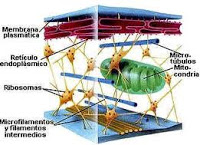 Membrana
plasmática
Retículo
endoplásmico
Ribosomas
Microfilamentos
y filamentos
intermedios
Micro-
túbulos
Mito-
condria